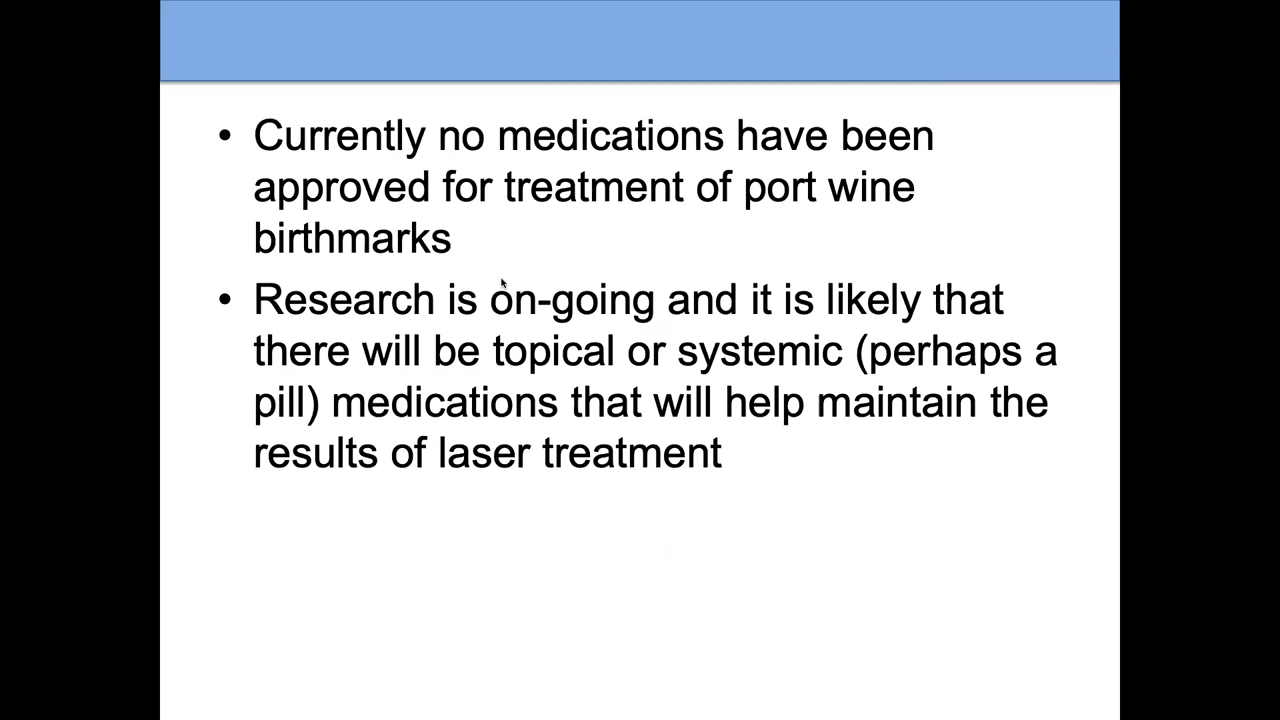 • Currently no medications have been
approved for treatment of port wine
birthmarks
• Research is on-going and it is likely that
there will be topical or systemic (perhaps a
pill) medications that will help maintain the
results of laser treatment